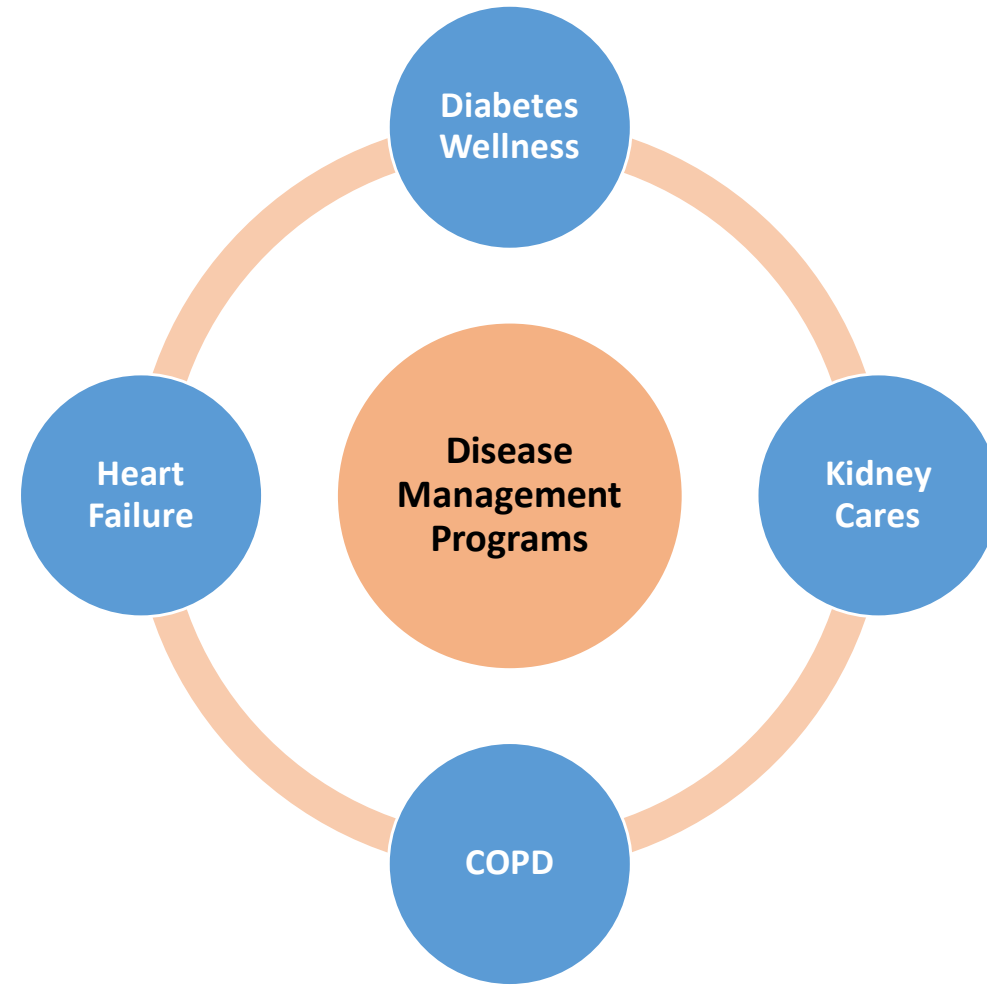 Diabetes
Wellness
Heart
Failure
Disease
Management
Programs
Kidney
Cares
COPD